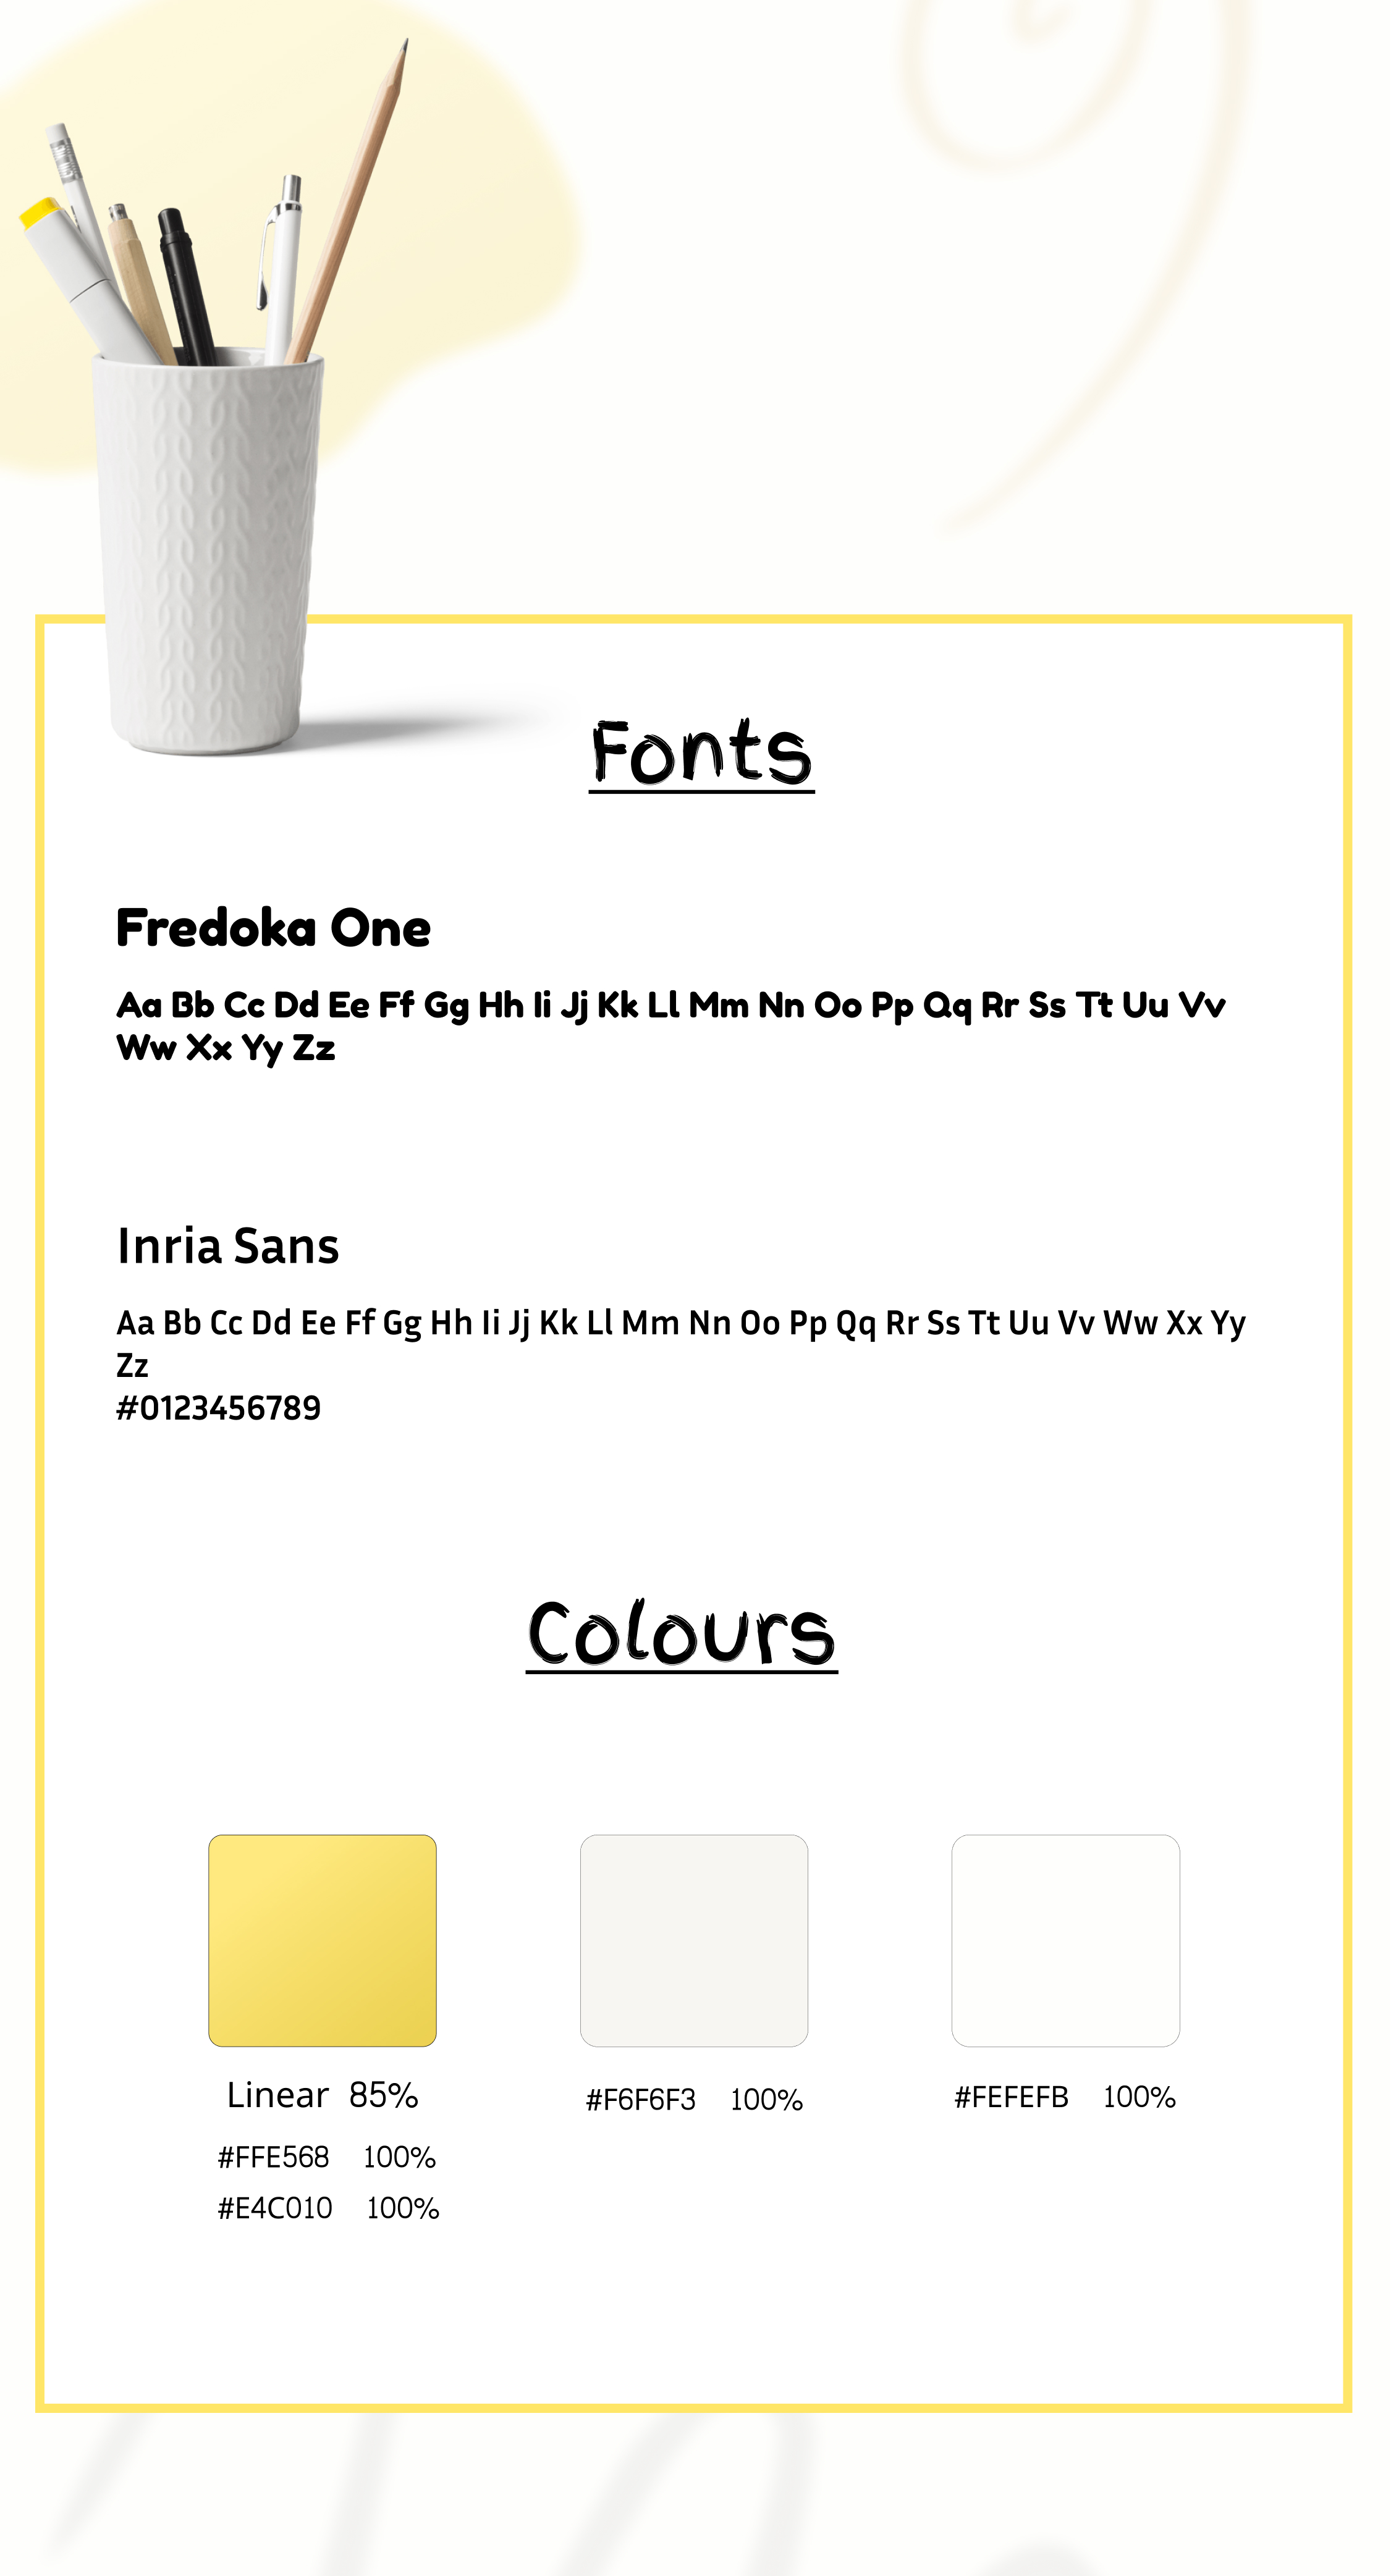 Fonts
Fredoka One
Aa Bb Cc Dd Ee Ff Gg Hh Ii Jj Kk Ll Mm Nn Oo Pp Qq Rr Ss Tt Uu Vv
Ww Xx Yy Zz
Inria Sans
Aa Bb Cc Dd Ee Ff Gg Hh Ii Jj Kk Ll Mm Nn Oo Pp Qq Rr Ss Tt Uu Vv Ww Xx Yy
Zz
#0123456789
Colours
Linear 85%
#FFE568 100%
#E4C010 100%
#F6F6F3 100%
#FEFEFB 100%